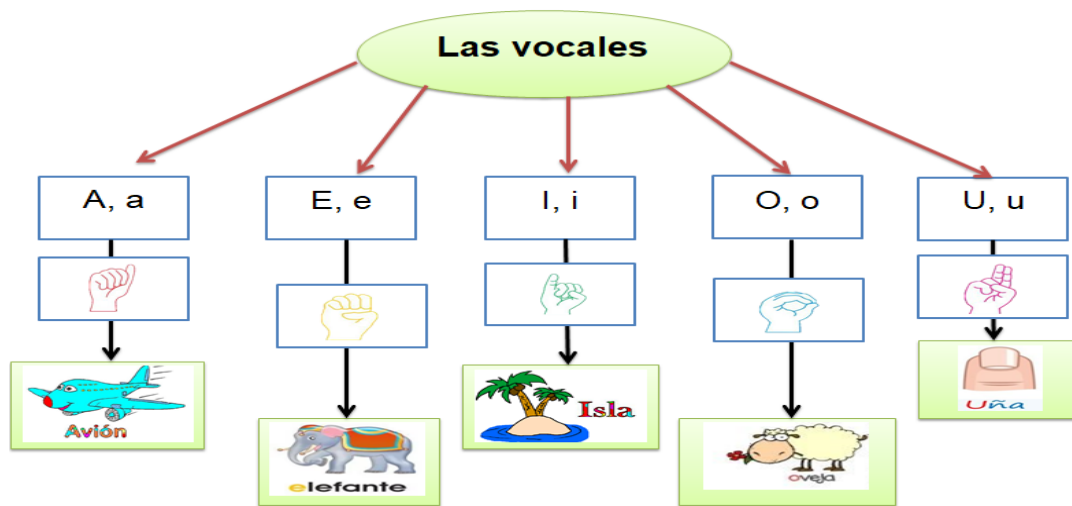 Las vocales
A, a
E, e
I, i
O, o
U, u
Avión
elefante
Isla
oveja
Uña